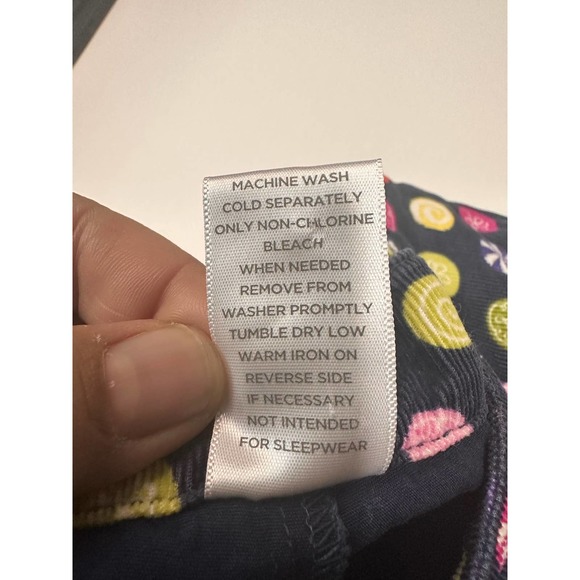 MACHINE WASH
COLD SEPARATELY
ONLY NON-CHLORINE
BLEACH
WHEN NEEDED
REMOVE FROM
WASHER PROMPTLY
TUMBLE DRY LOW
WARM IRON ON
REVERSE SIDE
IF NECESSARY
NOT INTENDED
FOR SLEEPWEAR